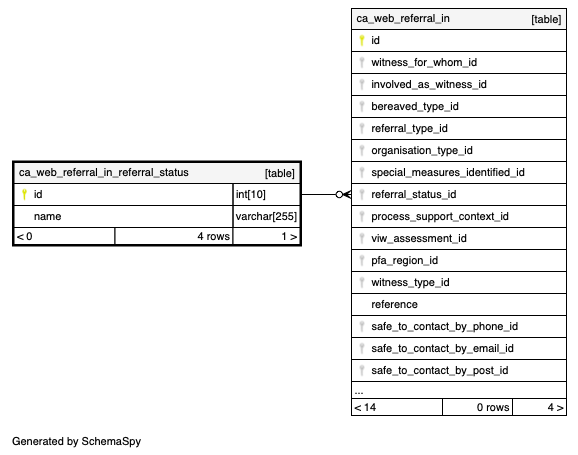 ca_web_referral_in [table]
id
witness_for_whom_id
involved_as_witness_id
bereaved_type_id
referral_type_id
organisation_type_id
special_measures_identified_id
referral_status_id
process_support_context_id
viw_assessment_id
pfa_region_id
witness_type_id
reference
safe_to_contact_by_phone_id
safe_to_contact_by_email_id
safe_to_contact_by_post_id
...
< 14 0 rows 4 >
ca_web_referral_in_referral_status [table]
id int[10]
name varchar[255]
< 0 4 rows 1 >
Generated by SchemaSpy